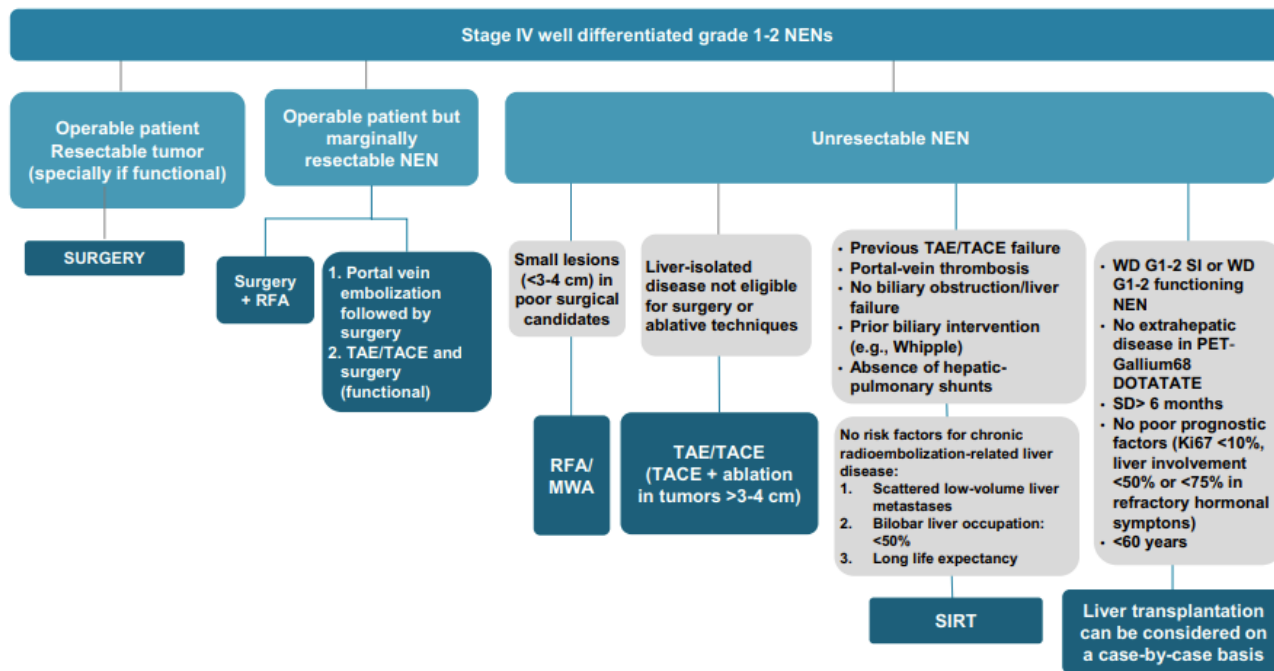 Stage IV well differentiated grade 1-2 NENs
Operable patient
Resectable tumor
(specially if functional)
SURGERY
Operable patient but
marginally
resectable NEN
Surgery
+ RFA
1. Portal vein
embolization
followed by
surgery
2. TAE/TACE and
surgery
(functional)
Unresectable NEN
Small lesions
(<3-4 cm) in
poor surgical
candidates
RFA/
MWA
Liver-isolated
disease not eligible
for surgery or
ablative techniques
TAE/TACE
(TACE + ablation
in tumors >3-4 cm)
• Previous TAE/TACE failure
• Portal-vein thrombosis
• No biliary obstruction/liver
failure
• Prior biliary intervention
(e.g., Whipple)
• Absence of hepatic-
pulmonary shunts
No risk factors for chronic
radioembolization-related liver
disease:
1. Scattered low-volume liver
metastases
2. Bilobar liver occupation:
<50%
3. Long life expectancy
SIRT
• WD G1-2 SI or WD
G1-2 functioning
NEN
• No extrahepatic
disease in PET-
Gallium68
DOTATATE
• SD> 6 months
• No poor prognostic
factors (Ki67 <10%,
liver involvement
<50% or <75% in
refractory hormonal
symptons)
• <60 years
Liver transplantation
can be considered on
a case-by-case basis